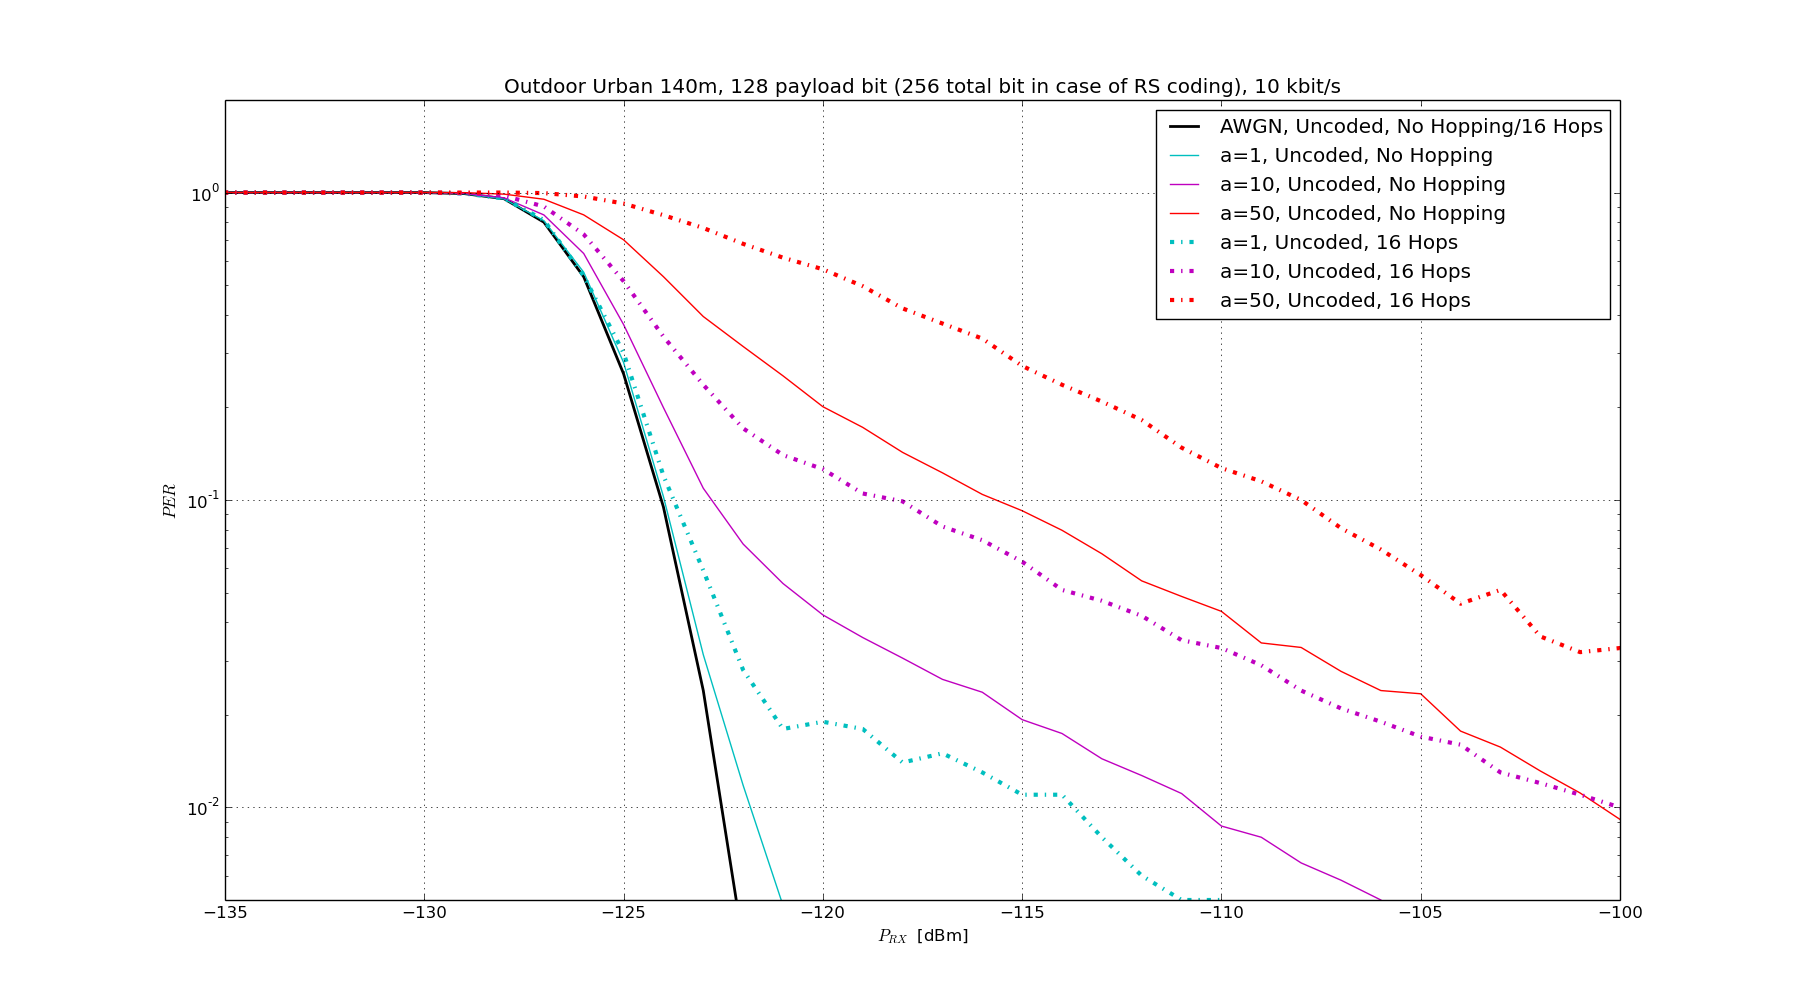 Outdoor Urban 140m, 128 payload bit (256 total bit in case of RS coding), 10 kbit/s
AWGN, Uncoded, No Hopping/16 Hops
a=1, Uncoded, No Hopping
a=10, Uncoded, No Hopping
a=50, Uncoded, No Hopping
a=1, Uncoded, 16 Hops
a=10, Uncoded, 16 Hops
a=50, Uncoded, 16 Hops
10^0
10^-1
10^-2
PER
−135 −130 −125 −120 −115 −110 −105 −100
P_RX [dBm]